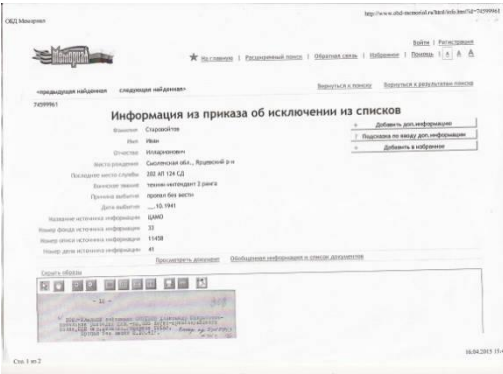 ОБД Мемориал
http://www.obd-memorial.ru/html/info.htm?id=74599961
Войти | Регистрация
Мемориал
На главную | Расширенный поиск | Обратная связь | Избранное | Помощь | А А А
«предыдущая найденная следующая найденная»
Вернуться к поиску Вернуться к результатам поиска
74599961
Информация из приказа об исключении из списков
Фамилия Старовойтов
Имя Иван
Отчество Илларионович
Место рождения Смоленская обл., Ярцевский р-н
Последнее место службы 202 АП 124 СД
Воинское звание техник-интендант 2 ранга
Причина выбытия пропал без вести
Дата выбытия __.10.1941
Название источника информации ЦАМО
Номер фонда источника информации 33
Номер описи источника информации 11458
Номер дела источника информации 41
+ Добавить доп.информацию
? Подсказка по вводу доп.информации
+ Добавить в избранное
Просмотреть документ Обобщенная информация и список документов
Скрыть образы
Стр. 1 из 2